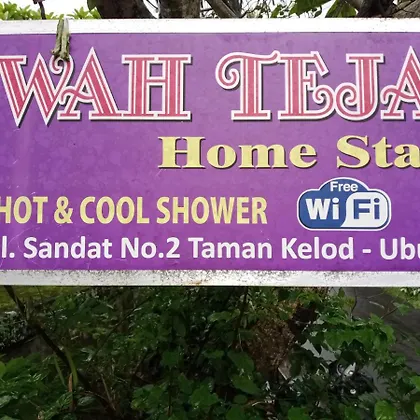 WAH TEJA
Home Sta
HOT & COOL SHOWER
Free
WiFi
l. Sandat No.2 Taman Kelod - Ubu